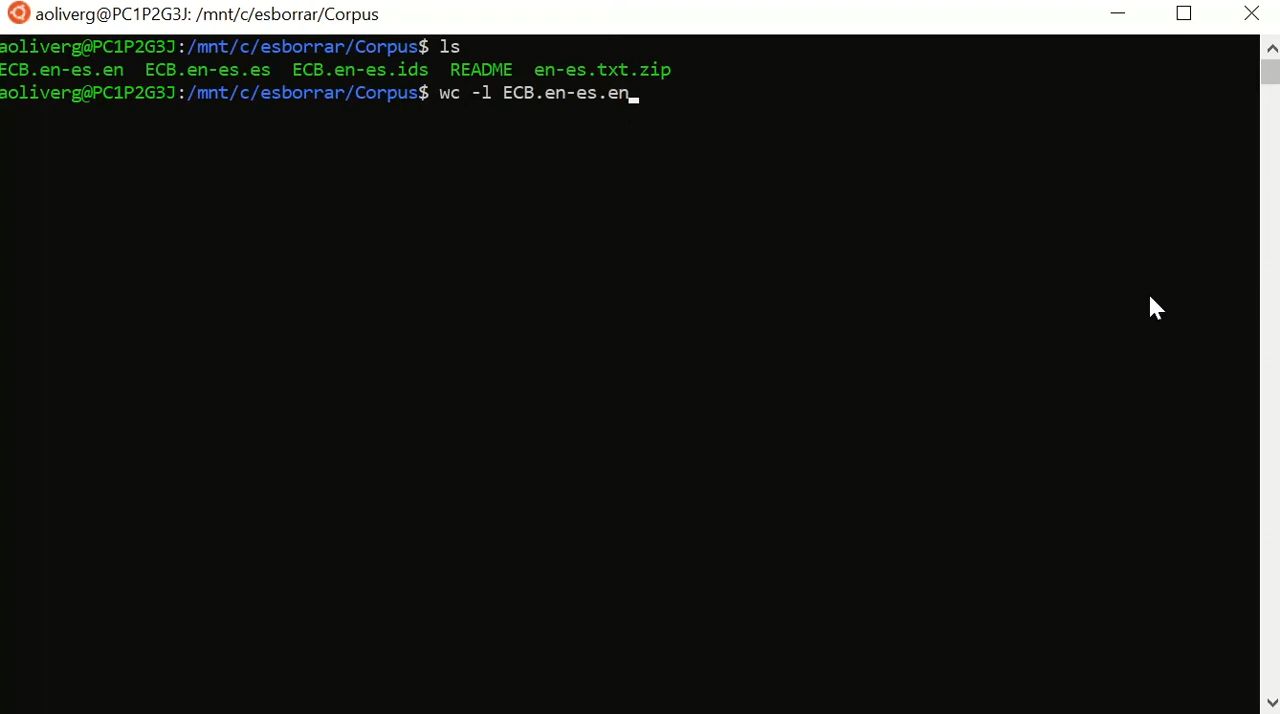 aoliverg@PC1P2G3J: /mnt/c/esborrar/Corpus
aoliverg@PC1P2G3J:/mnt/c/esborrar/Corpus$ ls
ECB.en-es.en  ECB.en-es.es  ECB.en-es.ids  README  en-es.txt.zip
aoliverg@PC1P2G3J:/mnt/c/esborrar/Corpus$ wc -l ECB.en-es.en